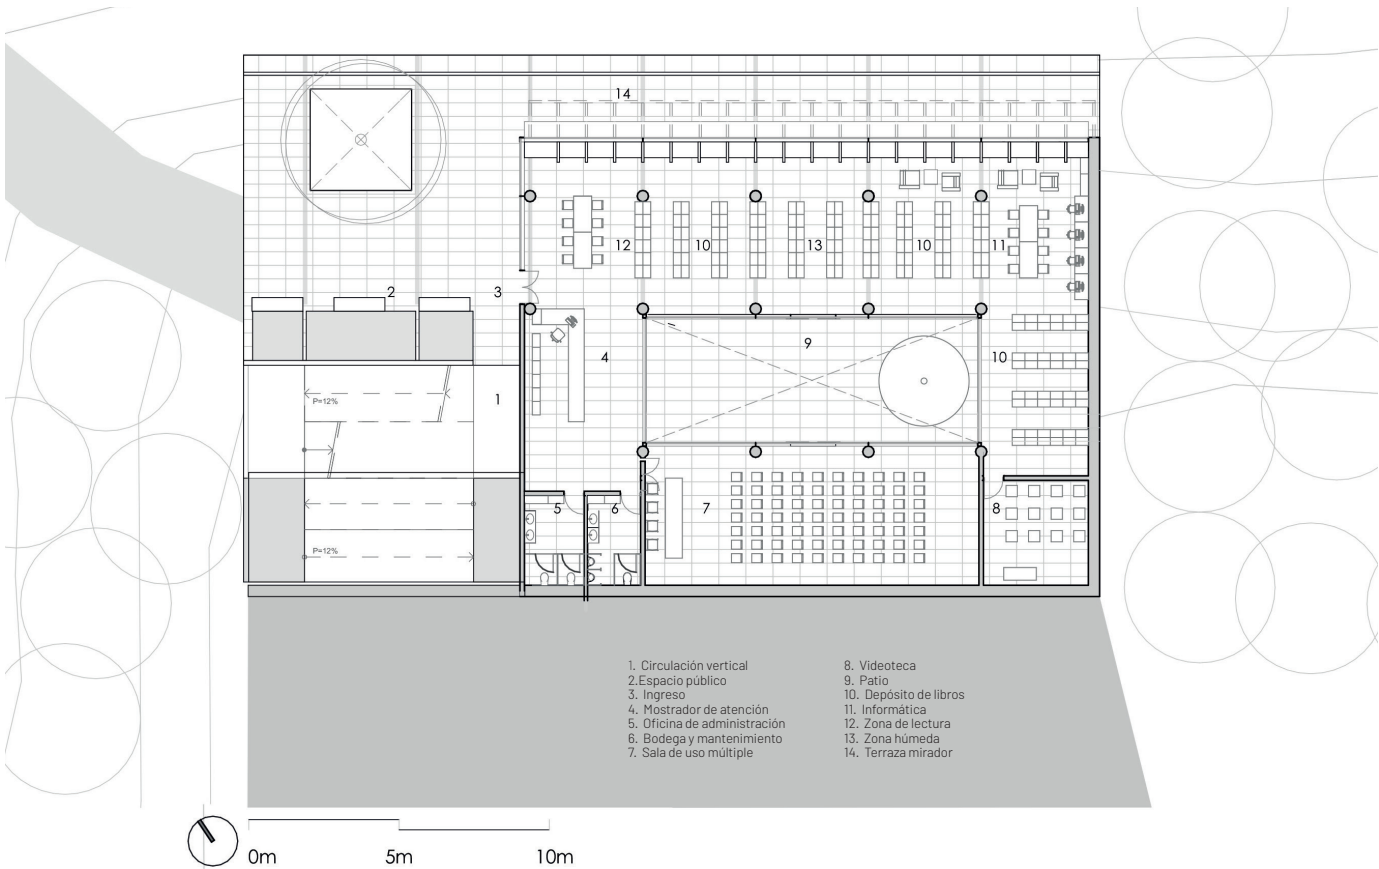 14
12
10
13
10
11
2
3
9
4
10
1
P=12%
5
6
7
8
P=12%
1. Circulación vertical
2.Espacio público
3. Ingreso
4. Mostrador de atención
5. Oficina de administración
6. Bodega y mantenimiento
7. Sala de uso múltiple
8. Videoteca
9. Patio
10. Depósito de libros
11. Informática
12. Zona de lectura
13. Zona húmeda
14. Terraza mirador
0m
5m
10m